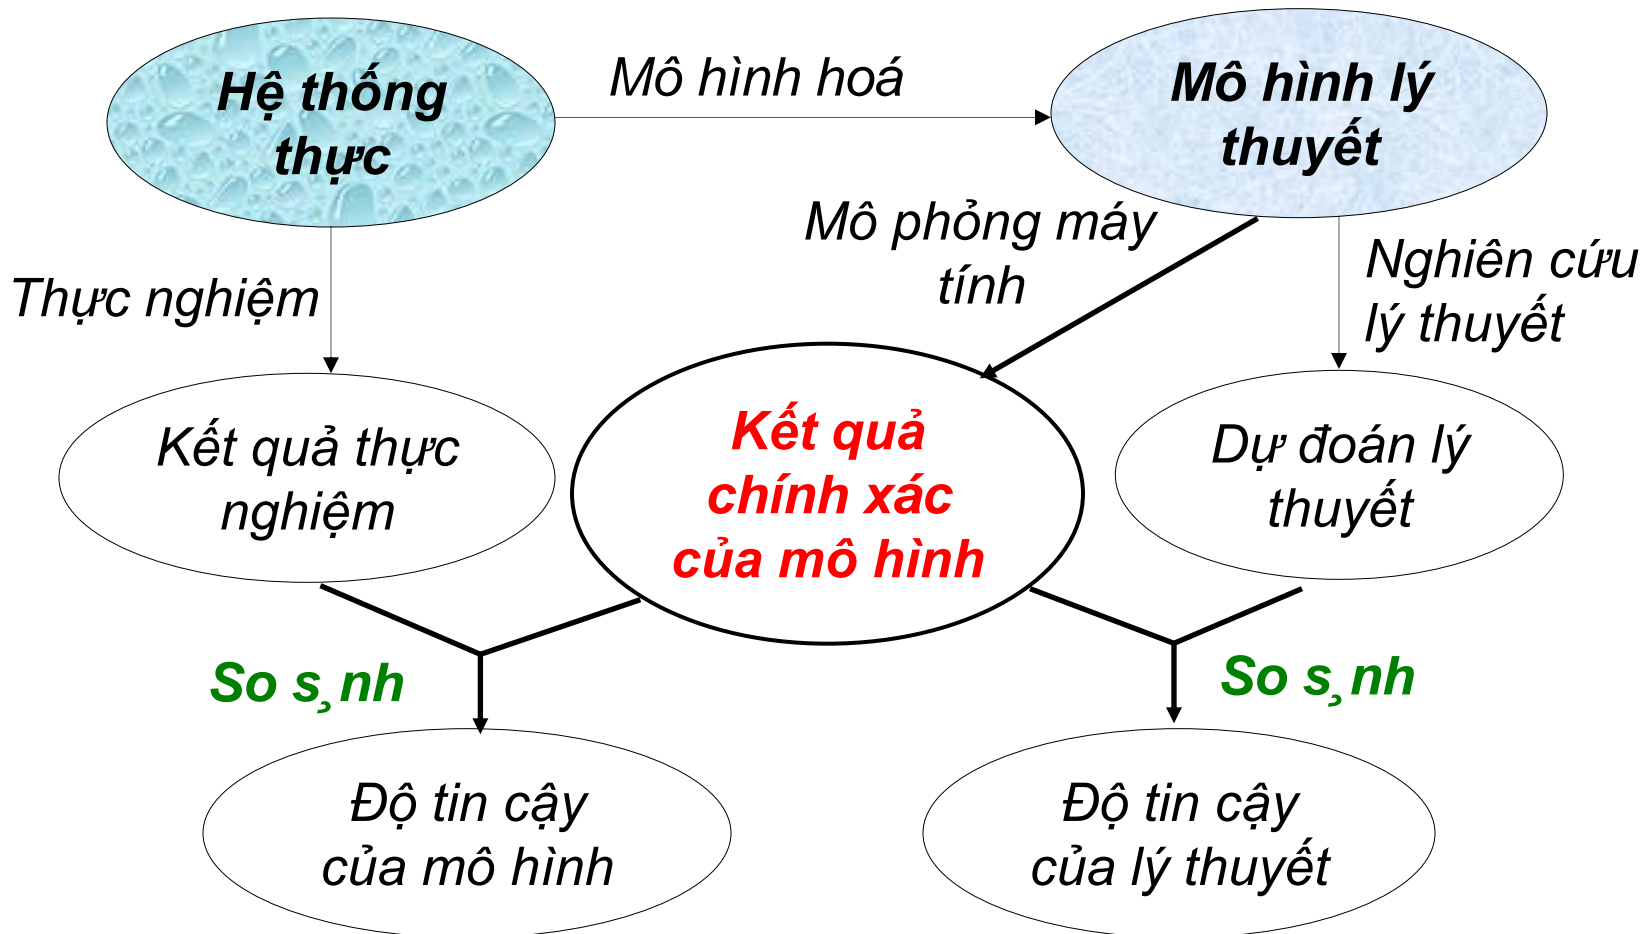 Hệ thống
thực
Mô hình hoá
Mô hình lý
thuyết
Mô phỏng máy
tính
Nghiên cứu
lý thuyết
Thực nghiệm
Kết quả thực
nghiệm
Kết quả
chính xác
của mô hình
Dự đoán lý
thuyết
So s¸nh
So s¸nh
Độ tin cậy
của mô hình
Độ tin cậy
của lý thuyết